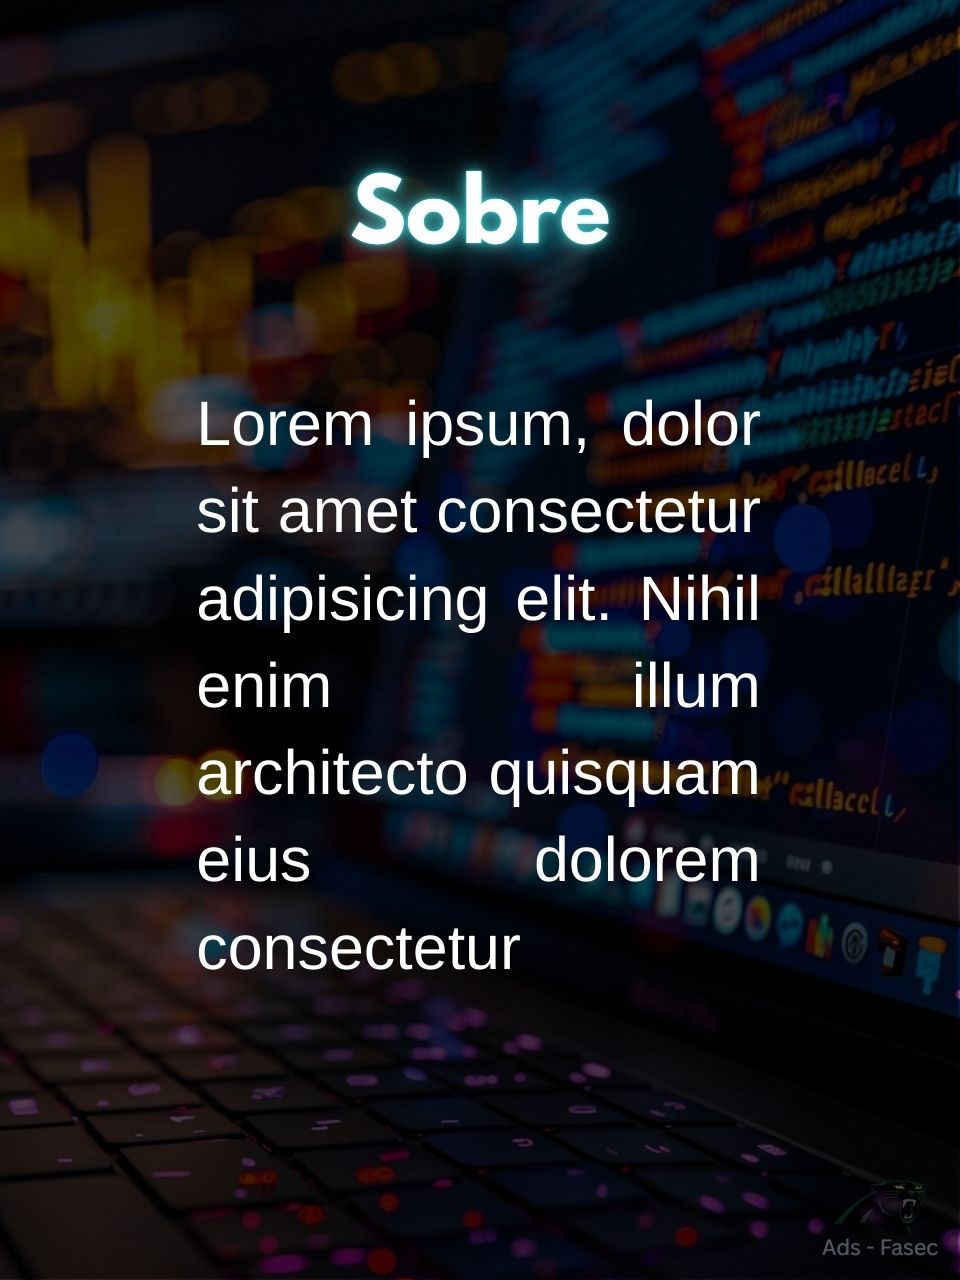 Sobre
Lorem ipsum, dolor
sit amet consectetur
adipisicing elit. Nihil
enim illum
architecto quisquam
eius dolorem
consectetur
Ads - Fasec